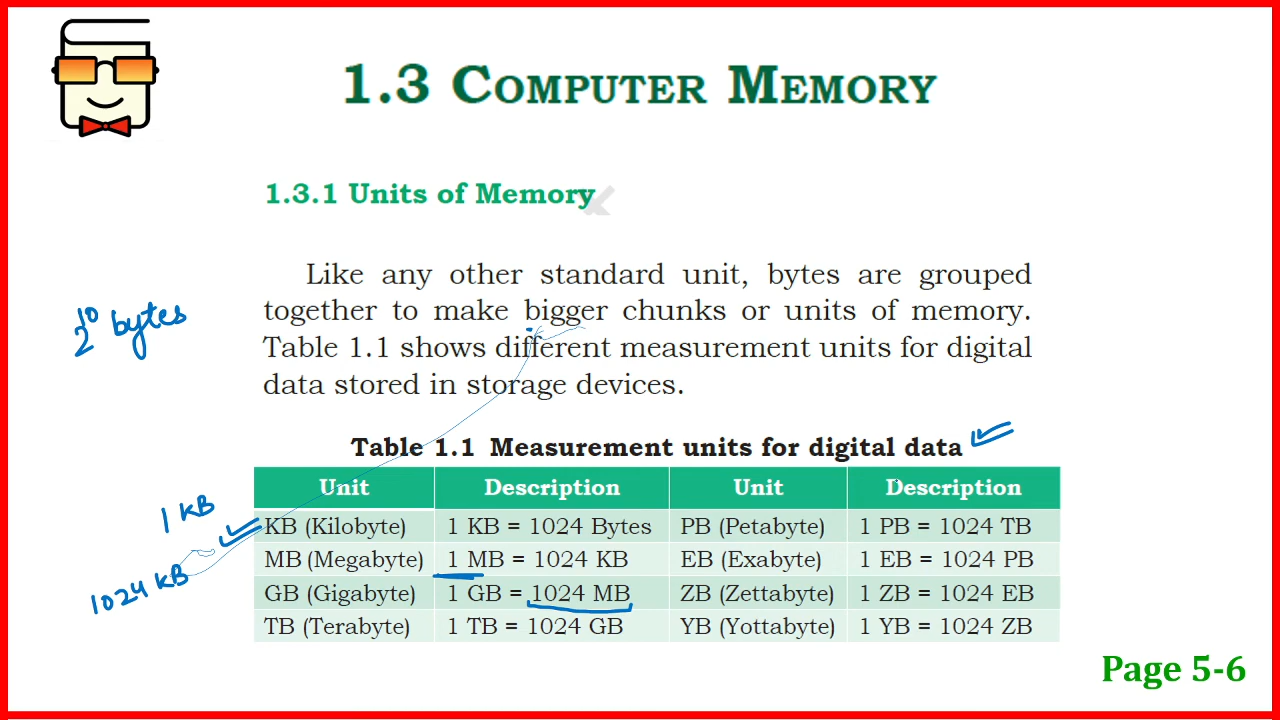 1.3 COMPUTER MEMORY
1.3.1 Units of Memory
Like any other standard unit, bytes are grouped
together to make bigger chunks or units of memory.
Table 1.1 shows different measurement units for digital
data stored in storage devices.
2^10 bytes
Table 1.1 Measurement units for digital data
Unit Description Unit Description
KB (Kilobyte) 1 KB = 1024 Bytes PB (Petabyte) 1 PB = 1024 TB
MB (Megabyte) 1 MB = 1024 KB EB (Exabyte) 1 EB = 1024 PB
GB (Gigabyte) 1 GB = 1024 MB ZB (Zettabyte) 1 ZB = 1024 EB
TB (Terabyte) 1 TB = 1024 GB YB (Yottabyte) 1 YB = 1024 ZB
1 KB
1024 KB
Page 5-6